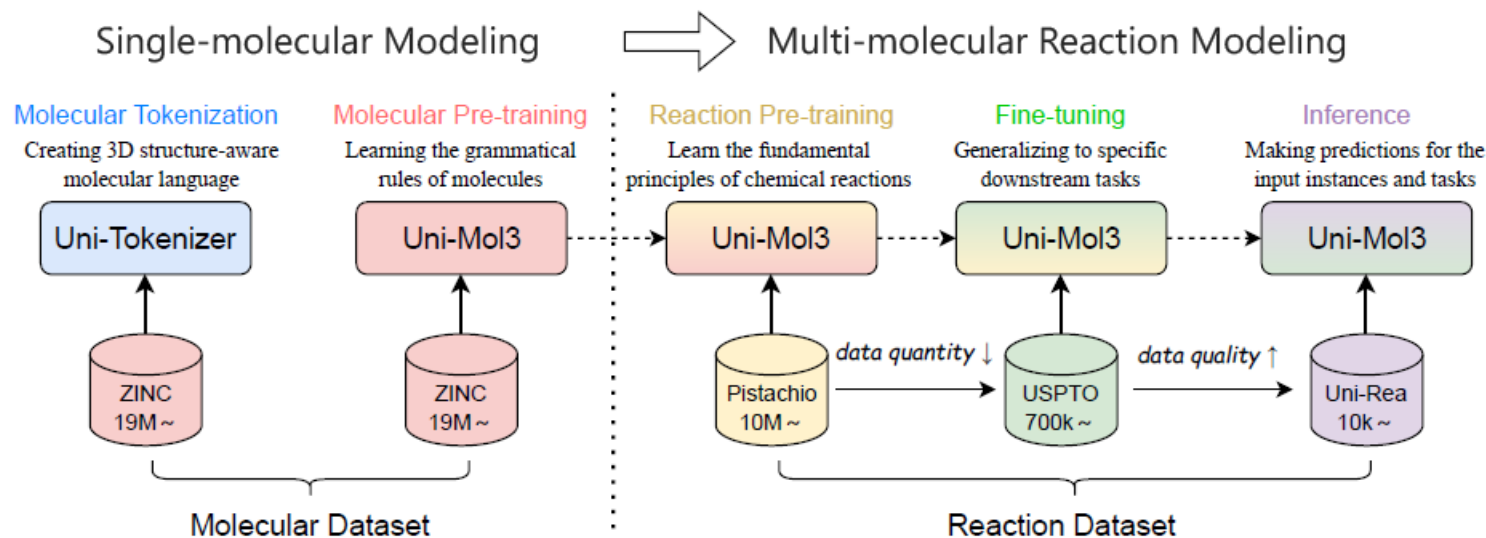 Single-molecular Modeling
Multi-molecular Reaction Modeling
Molecular Tokenization
Creating 3D structure-aware
molecular language
Uni-Tokenizer
ZINC
19M ~
Molecular Pre-training
Learning the grammatical
rules of molecules
Uni-Mol3
ZINC
19M ~
Molecular Dataset
Reaction Pre-training
Learn the fundamental
principles of chemical reactions
Uni-Mol3
Pistachio
10M ~
data quantity ↓
Fine-tuning
Generalizing to specific
downstream tasks
Uni-Mol3
USPTO
700k ~
data quality ↑
Inference
Making predictions for the
input instances and tasks
Uni-Mol3
Uni-Rea
10k ~
Reaction Dataset